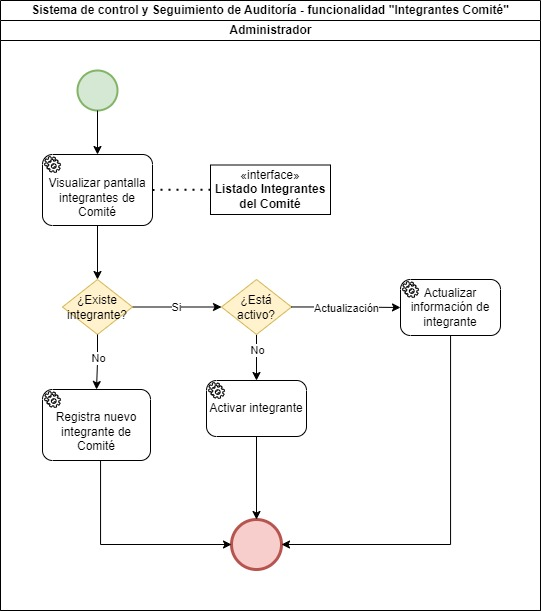 Sistema de control y Seguimiento de Auditoría - funcionalidad "Integrantes Comité"
Administrador
Visualizar pantalla
integrantes de
Comité
«interface»
Listado Integrantes
del Comité
¿Existe
integrante?
Si
¿Está
activo?
Actualización
Actualizar
información de
integrante
No
No
Registra nuevo
integrante de
Comité
Activar integrante